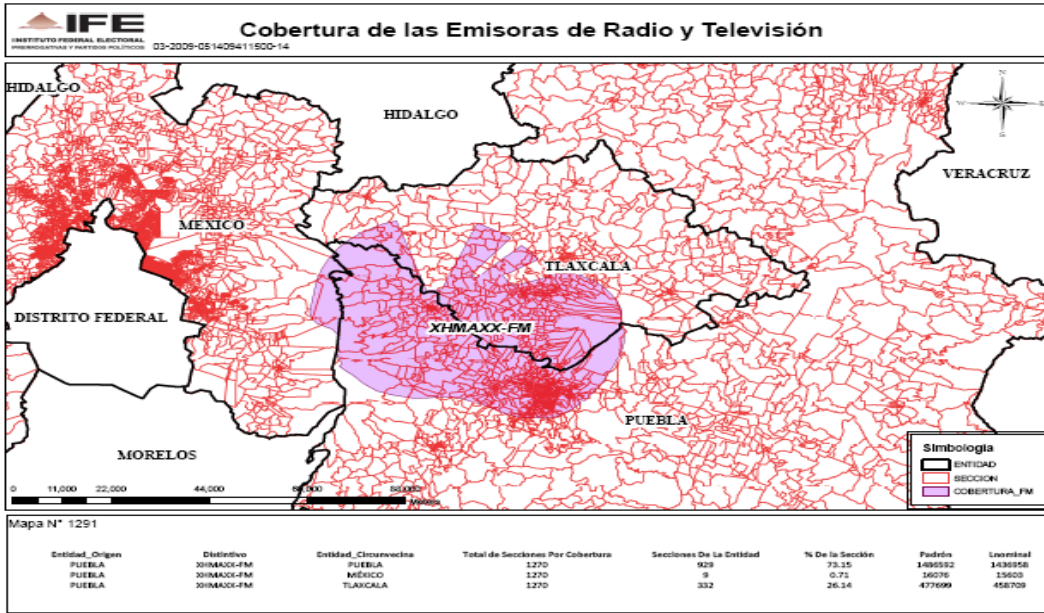 IFE
INSTITUTO FEDERAL ELECTORAL
PRERROGATIVAS Y PARTIDOS POLÍTICOS
03-2009-051409411500-14
Cobertura de las Emisoras de Radio y Televisión
HIDALGO
HIDALGO
N
W E
S
VERACRUZ
MEXICO
TLAXCALA
DISTRITO FEDERAL
XHMAXX-FM
PUEBLA
MORELOS
Simbología
ENTIDAD
SECCION
COBERTURA_FM
0 11,000 22,000 44,000
Mapa N° 1291
Entidad_Origen Distintivo Entidad_Circunvecina Total de Secciones Por Cobertura Secciones De La Entidad % De la Sección Padrón Lnominal
PUEBLA XHMAXX-FM PUEBLA 1270 929 73.15 1486592 1436958
PUEBLA XHMAXX-FM MÉXICO 1270 9 0.71 16076 15603
PUEBLA XHMAXX-FM TLAXCALA 1270 332 26.14 477699 458709